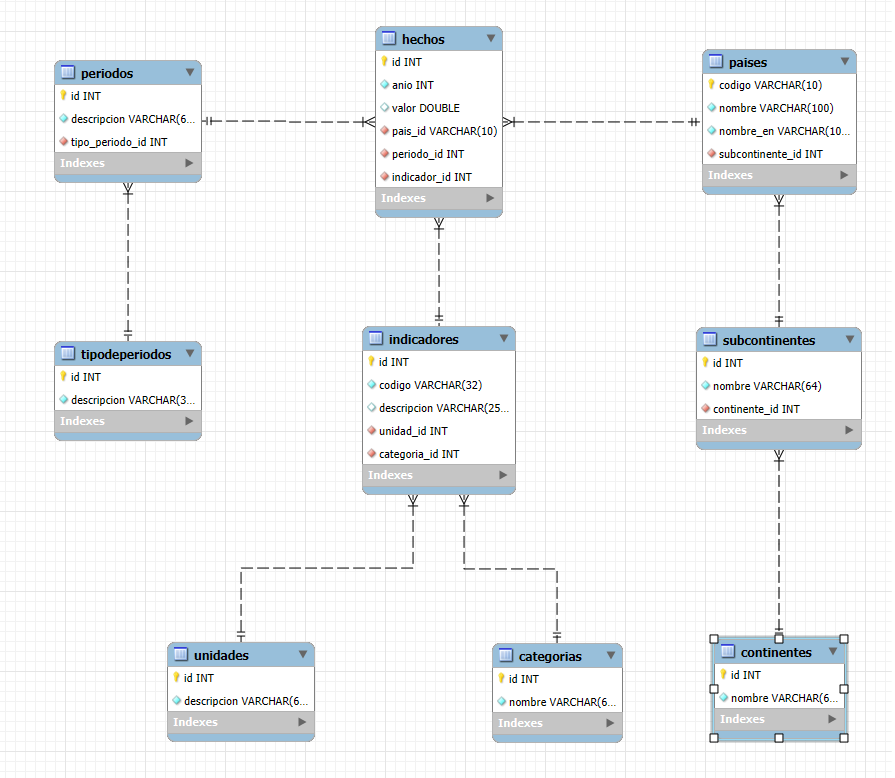 hechos
id INT
anio INT
valor DOUBLE
pais_id VARCHAR(10)
periodo_id INT
indicador_id INT
Indexes
periodos
id INT
descripcion VARCHAR(6...
tipo_periodo_id INT
Indexes
paises
codigo VARCHAR(10)
nombre VARCHAR(100)
nombre_en VARCHAR(10...
subcontinente_id INT
Indexes
tipodeperiodos
id INT
descripcion VARCHAR(3...
Indexes
indicadores
id INT
codigo VARCHAR(32)
descripcion VARCHAR(25...
unidad_id INT
categoria_id INT
Indexes
subcontinentes
id INT
nombre VARCHAR(64)
continente_id INT
Indexes
unidades
id INT
descripcion VARCHAR(6...
Indexes
categorias
id INT
nombre VARCHAR(6...
Indexes
continentes
id INT
nombre VARCHAR(6...
Indexes